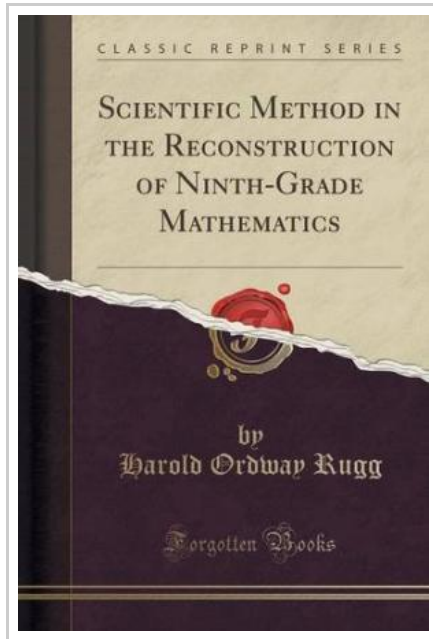 CLASSIC REPRINT SERIES
SCIENTIFIC METHOD IN
THE RECONSTRUCTION
OF NINTH-GRADE
MATHEMATICS
by
Harold Ordway Rugg
Forgotten Books